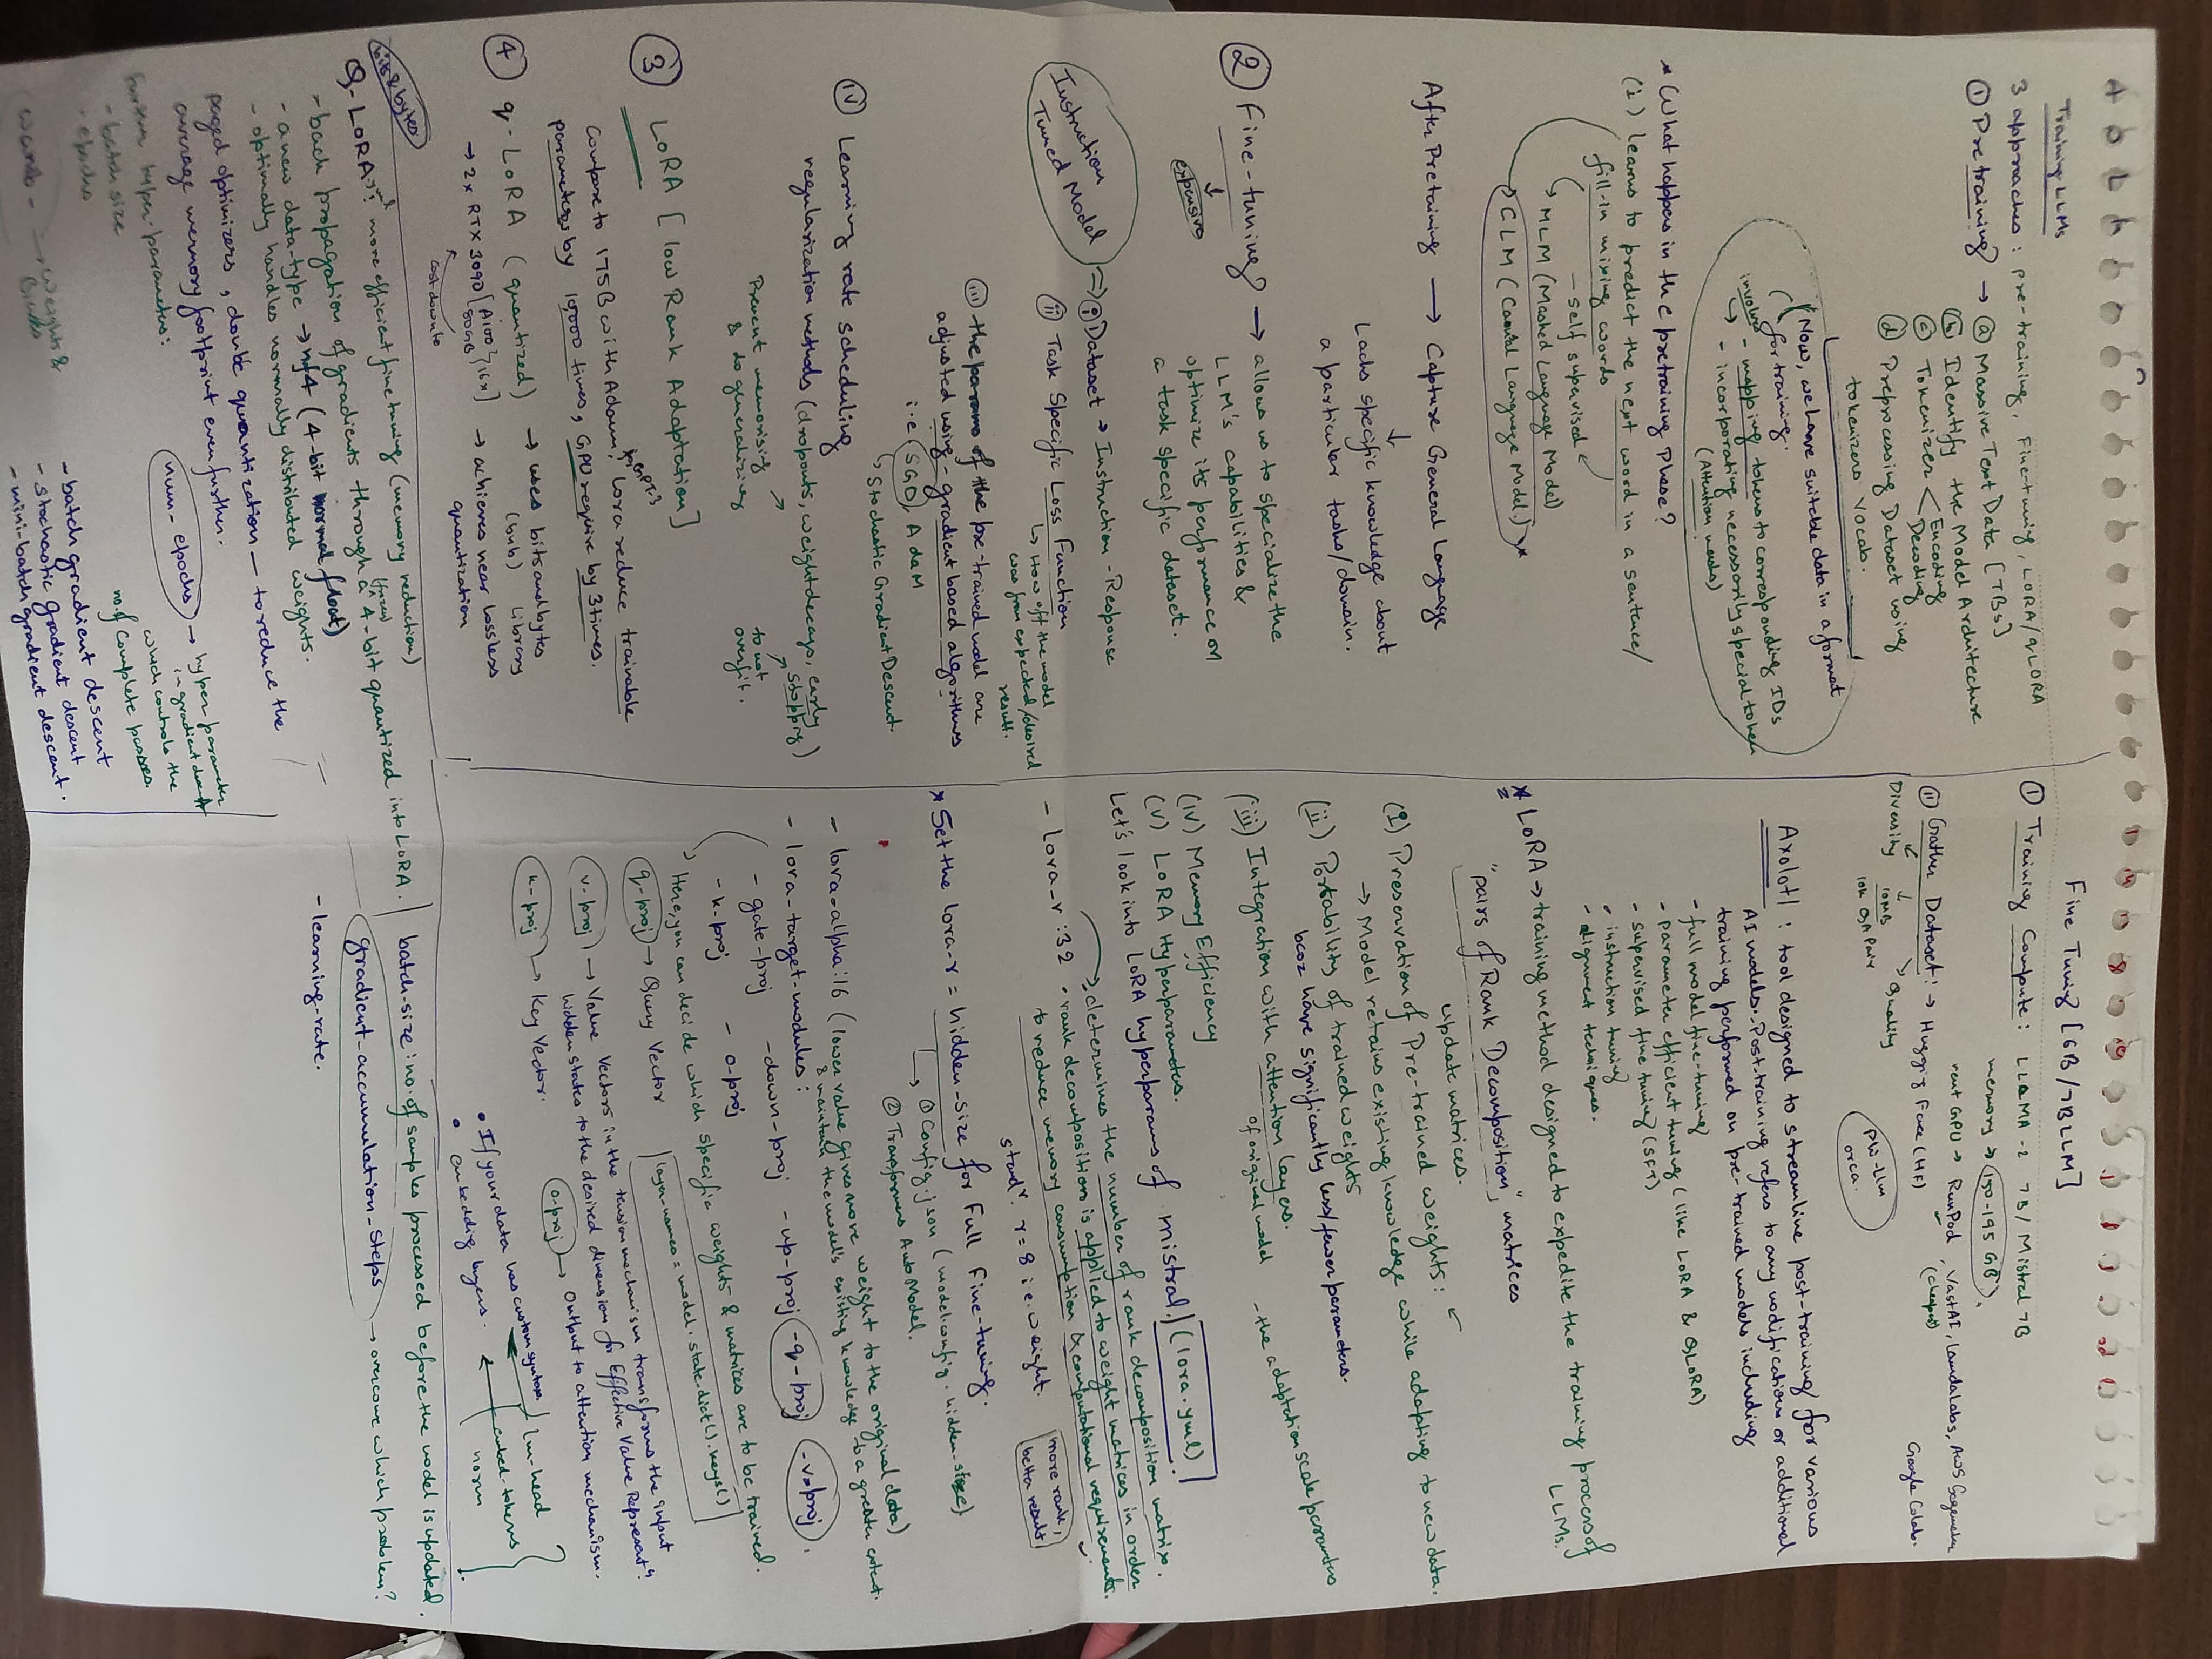 Training LLMs
3 approaches : pre-training, Fine-tuning, LoRA/qLORA
① Pretraining → ⓐ Massive Text Data [TBs]
ⓑ Identify the Model Architecture
ⓒ Tokenizer < Encoding
Decoding
ⓓ Preprocessing Dataset using
tokenizers vocab.
Now, we have suitable data in a format
for training.
involves - mapping tokens to corresponding IDs
→ - incorporating necessarily special token
(Attention masks)
* What happens in the pretraining Phase?
(i) learns to predict the next word in a sentence/
- self supervised
fill-in missing words
↳ MLM (Masked Language Model)
CLM (Causal Language Model.) *
After Pretraining → Capture General Language
↓
Lacks specific knowledge about
a particular tasks/domain.
② Fine-tuning → allows us to specialize the
LLM's capabilities &
optimize its performance on
a task specific dataset.
↓
expensive
Instruction
Tuned Model ⇒ ⓘ Dataset → Instruction - Response
ⓘⓘ Task Specific Loss Function
↳ How off the model
was from expected/desired
result.
ⓘⓘⓘ the params of the pre-trained model are
adjusted using - gradient based algorithms
i.e (SGD), AdaM
↳ Stochastic Gradient Descent
ⓘⓥ Learning rate scheduling
regularization methods (dropouts, weight decay, early
stopping)
Prevent memorising
& do generalizing
to not
overfit.
③ LoRA [low Rank Adaptation]
compare to 175B with Adam, lora reduce trainable
parameters by 10000 times, GPU require by 3 times.
④ q-LoRA (quantized) → uses bitsandbytes
(bnb) library
→ 2x RTX 3090 [A100 } 16x]
80GB
→ achieves near lossless
quantization
cost down to
bits & bytes
Q-LoRA : more efficient fine tuning (memory reduction)
- back propagation of gradients through a 4-bit quantized into LoRA.
- a new data-type → nf4 (4-bit normal float)
- optimally handles normally distributed weights.
paged optimizers, double quantization — to reduce the
average memory footprint even further.
hyper-parameters:
- batch size
- epochs
num-epochs → hyper parameter
in gradient descent
which controls the
no of complete passes
wandb - → weights &
Biases
- batch gradient descent
- stochastic gradient descent
- mini-batch gradient descent.
Fine Tuning [6B/7BLLM]
① Training Compute : LLAMA-2 7B/Mistral 7B
memory → 150-195 GB
rent GPU → RunPod, VastAI, Lambdalabs, AWS Sagemaker
(cheapest)
Google Colab.
ⓘⓘ Gather Dataset : → Hugging Face (HF)
Diversity
10MB
10k QA Pair
Quality
orca.
Axolotl : tool designed to streamline post-training for various
AI models. Post-training refers to any modifications or additional
training performed on pre-trained models including
- full model fine-tuning
- parameter efficient tuning (like LoRA & QLoRA)
- supervised fine tuning (SFT)
- instruction tuning
- alignment techniques.
* LoRA → training method designed to expedite the training process of
LLMs.
"pairs of Rank Decomposition" matrices
update matrices.
(i) Preservation of Pre-trained weights :
→ Model retains existing knowledge while adapting to new data.
(ii) Portability of trained weights
bcoz have significantly less/fewer parameters.
(iii) Integration with attention layers.
of original model
- the adaptation scale parameters
(iv) Memory Efficiency
(v) LoRA Hyperparameters.
Let's look into LoRA hyperparams of mistral. (lora.yml)
→ determines the number of rank decomposition matrix.
- lora-r : 32 • rank decomposition is applied to weight matrices in order
to reduce memory consumption & computational requirements.
r = 8 i.e. weight.
more rank,
better result
* Set the lora-r = hidden-size for full fine-tuning.
① Config.json (model.config.hidden-size)
② Transformers AutoModel.
- lora-alpha : 16 (lower value gives more weight to the original data)
& maintain the model's existing knowledge to a greater extent.
- lora-target-modules :
- gate-proj - down-proj - up-proj - q-proj - v-proj.
- k-proj - o-proj
Here, you can decide which specific weights & matrices are to be trained.
layer names = model.state-dict().keys()
q-proj → Query Vector
v-proj → Value Vectors in the tension mechanism transforms the input
hidden states to the desired dimension for Effective Value Represent"
k-proj → Key Vector.
o-proj → Output to attention mechanism.
• If your data has custom syntax
lm-head
embed-tokens
norm
• embedding layers.
batch-size : no. of samples processed before the model is updated.
gradient-accumulation-steps → overcome which problem?
- learning-rate.